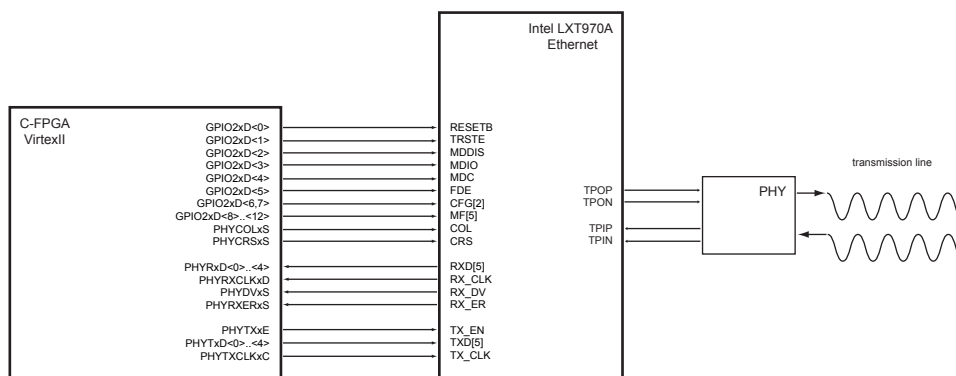 Intel LXT970A
Ethernet
C-FPGA
VirtexII
GPIO2xD<0>
GPIO2xD<1>
GPIO2xD<2>
GPIO2xD<3>
GPIO2xD<4>
GPIO2xD<5>
GPIO2xD<6,7>
GPIO2xD<8>..<12>
PHYCOLxS
PHYCRSxS
PHYRxD<0>..<4>
PHYRXCLKxD
PHYDVxS
PHYRXERxS
PHYTXxE
PHYTxD<0>..<4>
PHYTXCLKxC
RESETB
TRSTE
MDDIS
MDIO
MDC
FDE
CFG[2]
MF[5]
COL
CRS
RXD[5]
RX_CLK
RX_DV
RX_ER
TX_EN
TXD[5]
TX_CLK
TPOP
TPON
TPIP
TPIN
PHY
transmission line